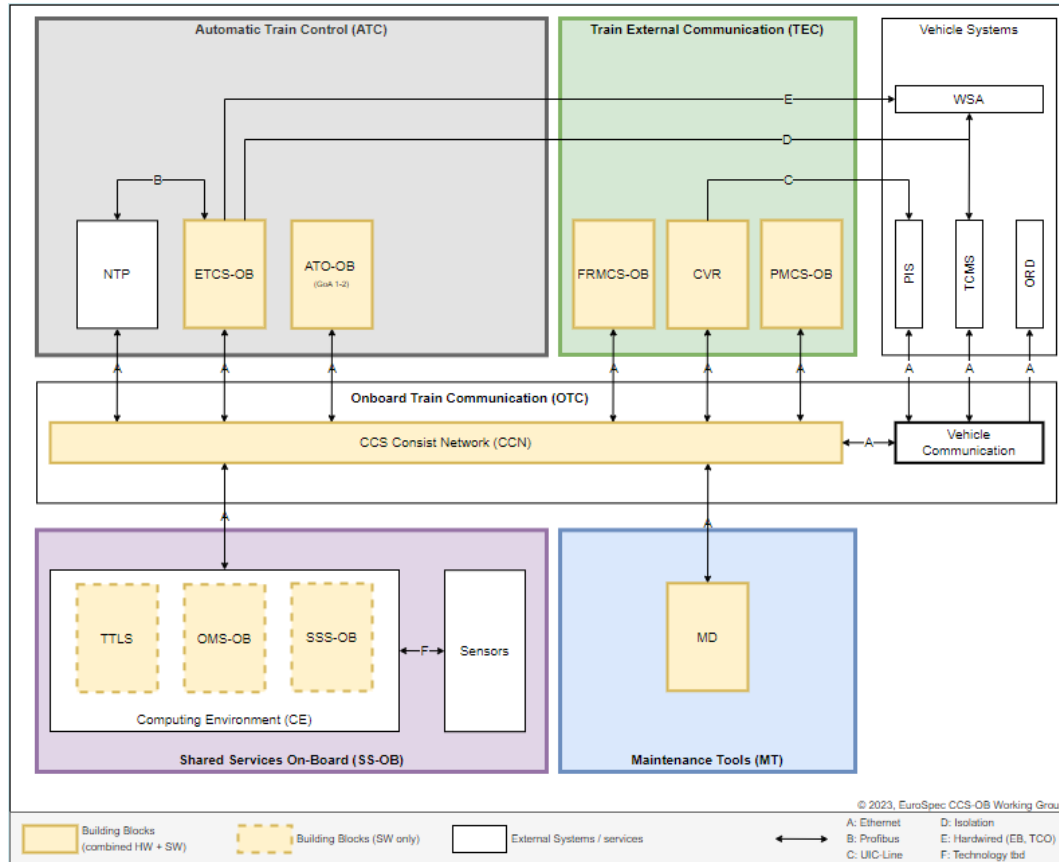 Automatic Train Control (ATC)
Train External Communication (TEC)
Vehicle Systems
E
WSA
D
B
C
NTP
ETCS-OB
ATO-OB
(GoA 1-2)
FRMCS-OB
CVR
PMCS-OB
PIS
TCMS
ORD
A
A
A
A
A
A
A
A
A
Onboard Train Communication (OTC)
CCS Consist Network (CCN)
A
Vehicle
Communication
A
A
TTLS
OMS-OB
SSS-OB
F
Sensors
MD
Computing Environment (CE)
Shared Services On-Board (SS-OB)
Maintenance Tools (MT)
© 2023, EuroSpec CCS-OB Working Grou
Building Blocks
(combined HW + SW)
Building Blocks (SW only)
External Systems / services
A: Ethernet
B: Profibus
C: UIC-Line
D: Isolation
E: Hardwired (EB, TCO)
F: Technology tbd